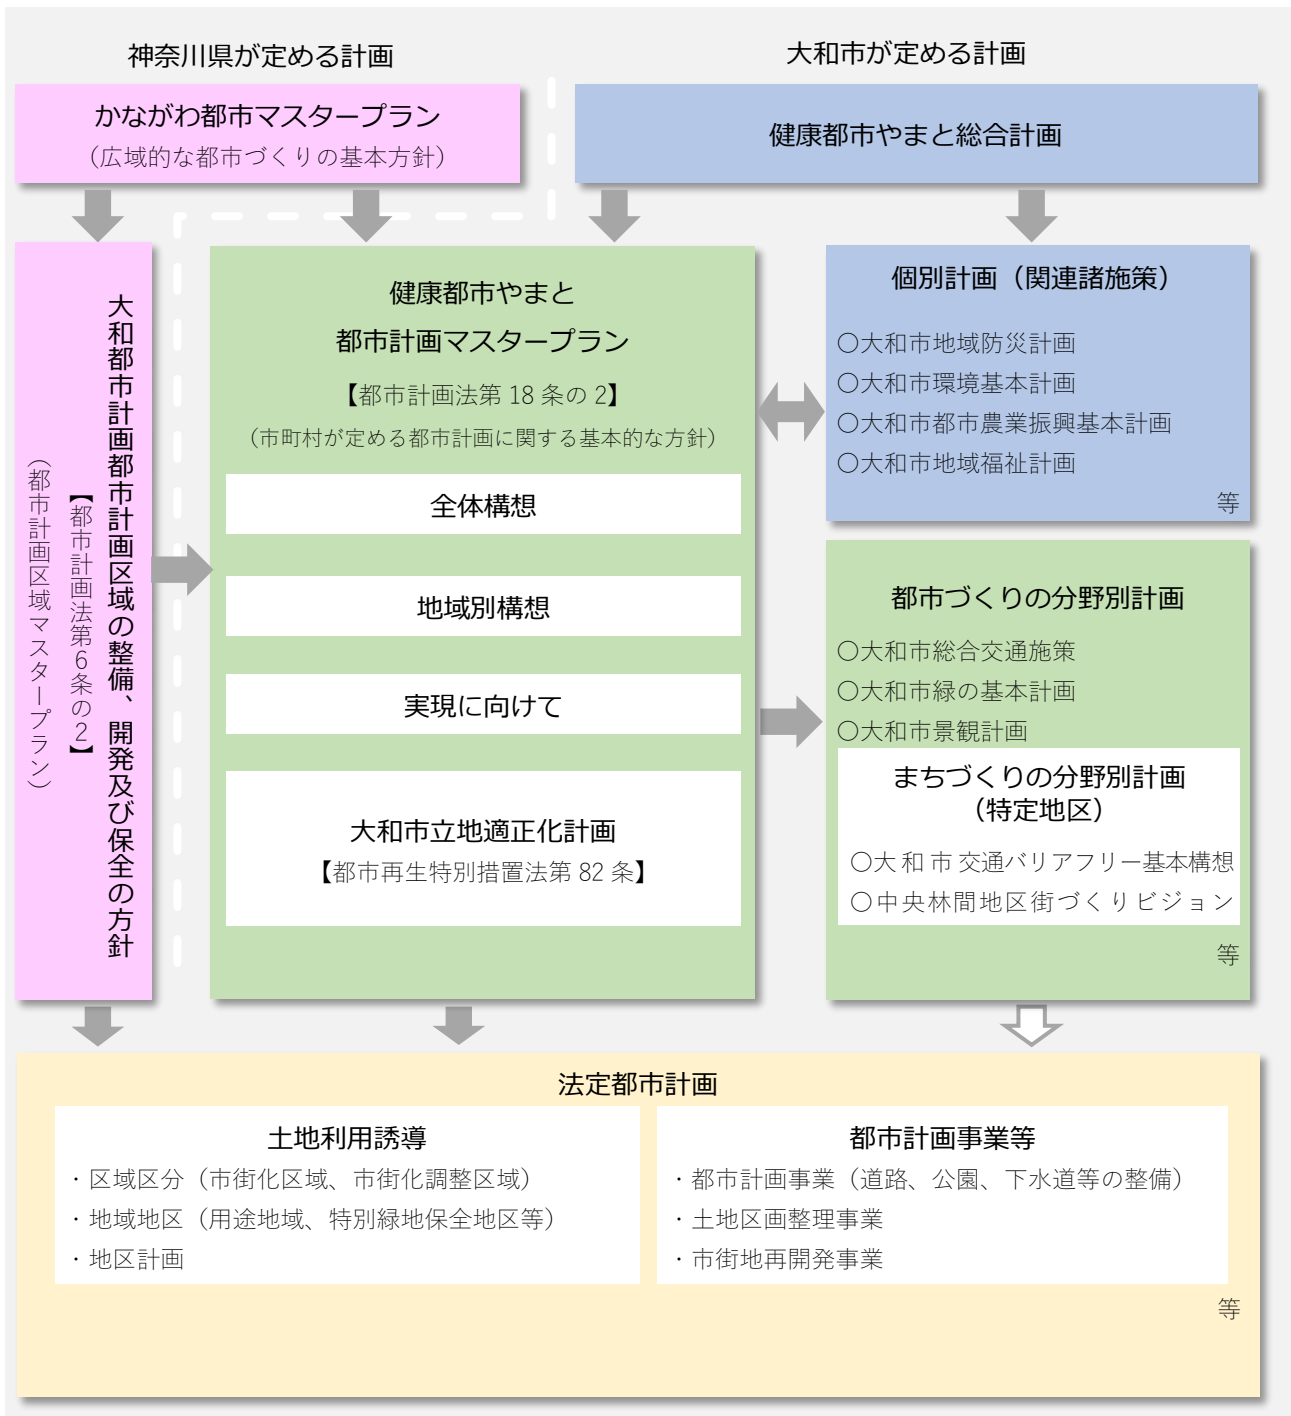 神奈川県が定める計画
大和市が定める計画
かながわ都市マスタープラン
（広域的な都市づくりの基本方針）
健康都市やまと総合計画
大和都市計画都市計画区域の整備、開発及び保全の方針
【都市計画法第６条の２】
（都市計画区域マスタープラン）
健康都市やまと
都市計画マスタープラン
【都市計画法第 18 条の 2】
（市町村が定める都市計画に関する基本的な方針）
全体構想
地域別構想
実現に向けて
大和市立地適正化計画
【都市再生特別措置法第 82 条】
個別計画（関連諸施策）
〇大和市地域防災計画
〇大和市環境基本計画
〇大和市都市農業振興基本計画
〇大和市地域福祉計画
等
都市づくりの分野別計画
〇大和市総合交通施策
〇大和市緑の基本計画
〇大和市景観計画
まちづくりの分野別計画
（特定地区）
〇大和市交通バリアフリー基本構想
〇中央林間地区街づくりビジョン
等
法定都市計画
土地利用誘導
・区域区分（市街化区域、市街化調整区域）
・地域地区（用途地域、特別緑地保全地区等）
・地区計画
都市計画事業等
・都市計画事業（道路、公園、下水道等の整備）
・土地区画整理事業
・市街地再開発事業
等